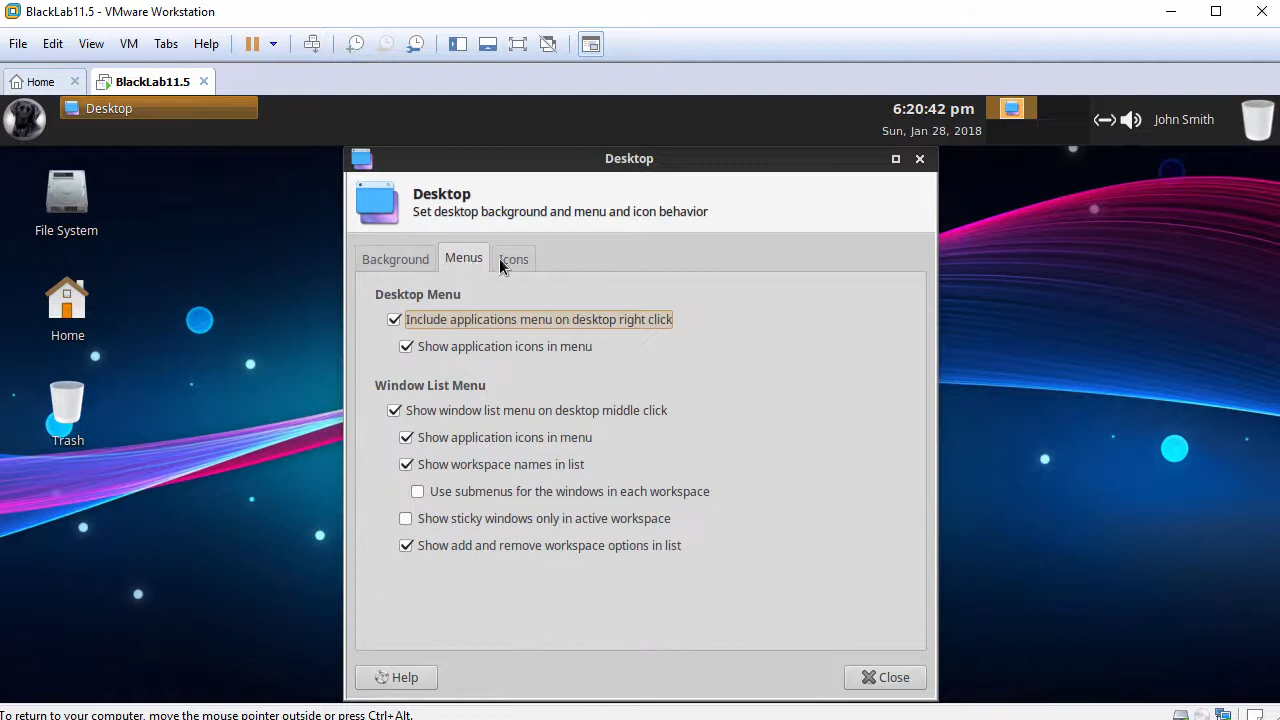 BlackLab11.5 - VMware Workstation
File Edit View VM Tabs Help
Home BlackLab11.5
Desktop
6:20:42 pm
Sun, Jan 28, 2018
John Smith
File System
Home
Trash
Desktop
Desktop
Set desktop background and menu and icon behavior
Background Menus Icons
Desktop Menu
Include applications menu on desktop right click
Show application icons in menu
Window List Menu
Show window list menu on desktop middle click
Show application icons in menu
Show workspace names in list
Use submenus for the windows in each workspace
Show sticky windows only in active workspace
Show add and remove workspace options in list
Help Close
To return to your computer, move the mouse pointer outside or press Ctrl+Alt.